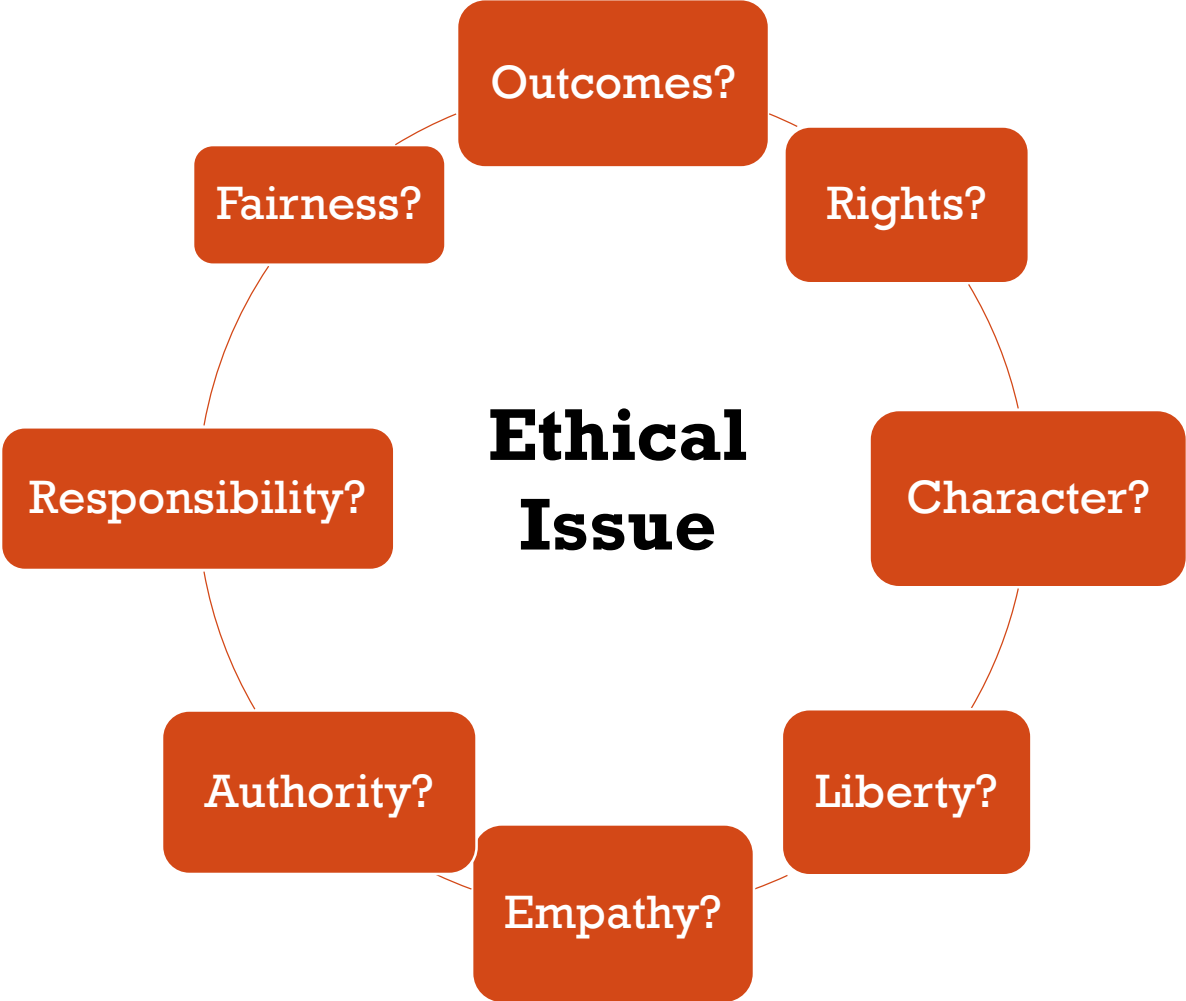 Outcomes?
Rights?
Character?
Liberty?
Empathy?
Authority?
Responsibility?
Fairness?
Ethical
Issue